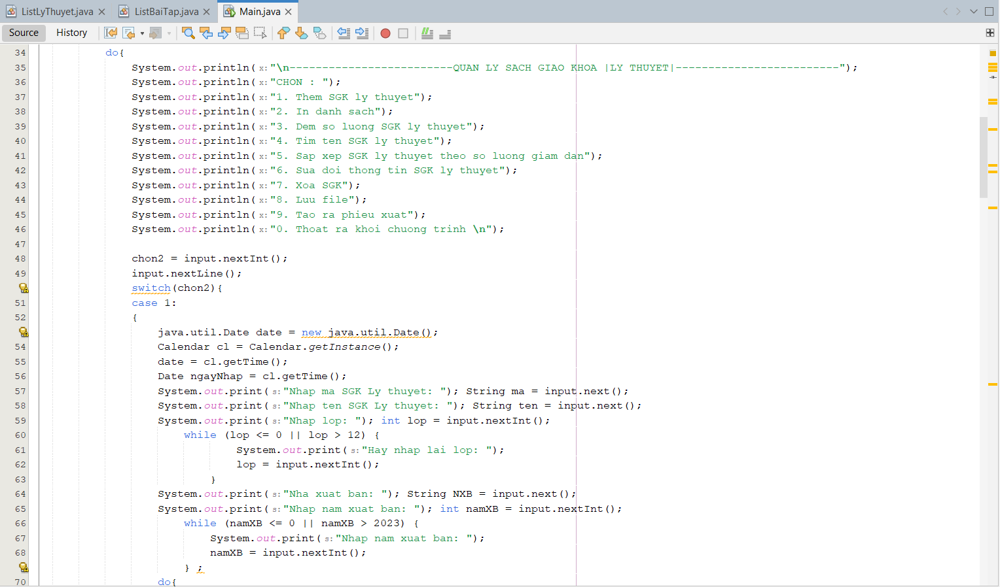 ListLyThuyet.java ListBaiTap.java Main.java
Source History
34 do{
35 System.out.println( x: "\n-------------------------QUAN LY SACH GIAO KHOA |LY THUYET|-------------------------");
36 System.out.println( x: "CHON : ");
37 System.out.println( x: "1. Them SGK ly thuyet");
38 System.out.println( x: "2. In danh sach");
39 System.out.println( x: "3. Dem so luong SGK ly thuyet");
40 System.out.println( x: "4. Tim ten SGK ly thuyet");
41 System.out.println( x: "5. Sap xep SGK ly thuyet theo so luong giam dan");
42 System.out.println( x: "6. Sua doi thong tin SGK ly thuyet");
43 System.out.println( x: "7. Xoa SGK");
44 System.out.println( x: "8. Luu file");
45 System.out.println( x: "9. Tao ra phieu xuat");
46 System.out.println( x: "0. Thoat ra khoi chuong trinh \n");
47
48 chon2 = input.nextInt();
49 input.nextLine();
switch(chon2){
51 case 1:
52 {
java.util.Date date = new java.util.Date();
54 Calendar cl = Calendar.getInstance();
55 date = cl.getTime();
56 Date ngayNhap = cl.getTime();
57 System.out.print( s: "Nhap ma SGK Ly thuyet: "); String ma = input.next();
58 System.out.print( s: "Nhap ten SGK Ly thuyet: "); String ten = input.next();
59 System.out.print( s: "Nhap lop: "); int lop = input.nextInt();
60 while (lop <= 0 || lop > 12) {
61 System.out.print( s: "Hay nhap lai lop: ");
62 lop = input.nextInt();
63 }
64 System.out.print( s: "Nha xuat ban: "); String NXB = input.next();
65 System.out.print( s: "Nhap nam xuat ban: "); int namXB = input.nextInt();
66 while (namXB <= 0 || namXB > 2023) {
67 System.out.print( s: "Nhap nam xuat ban: ");
68 namXB = input.nextInt();
} ;
70 do{